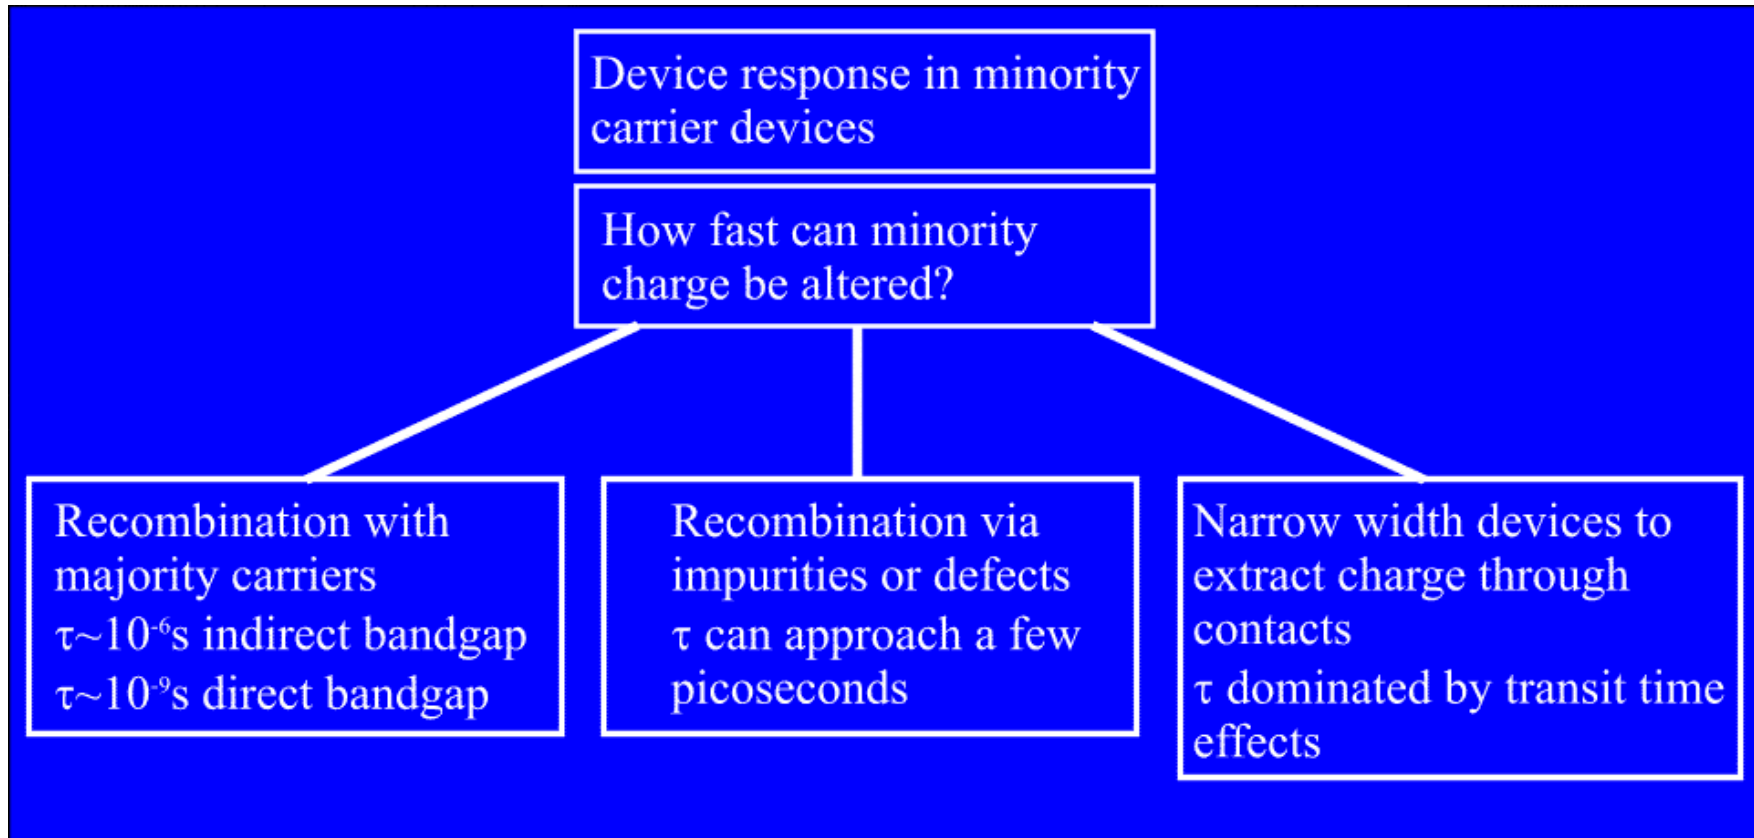 Device response in minority
carrier devices
How fast can minority
charge be altered?
Recombination with
majority carriers
τ~10⁻⁶s indirect bandgap
τ~10⁻⁹s direct bandgap
Recombination via
impurities or defects
τ can approach a few
picoseconds
Narrow width devices to
extract charge through
contacts
τ dominated by transit time
effects